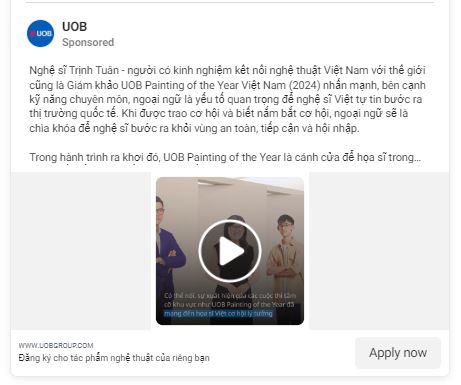 UOB
UOB
Sponsored
Nghệ sĩ Trịnh Tuân - người có kinh nghiệm kết nối nghệ thuật Việt Nam với thế giới
cũng là Giám khảo UOB Painting of the Year Việt Nam (2024) nhấn mạnh, bên cạnh
kỹ năng chuyên môn, ngoại ngữ là yếu tố quan trọng để nghệ sĩ Việt tự tin bước ra
thị trường quốc tế. Khi được trao cơ hội và biết nắm bắt cơ hội, ngoại ngữ sẽ là
chìa khóa để nghệ sĩ bước ra khỏi vùng an toàn, tiếp cận và hội nhập.
Trong hành trình ra khơi đó, UOB Painting of the Year là cánh cửa để họa sĩ trong...
Có thể nói, sự xuất hiện của các cuộc thi tầm
cỡ khu vực như UOB Painting of the Year đã
mang đến họa sĩ Việt cơ hội lý tưởng
WWW.UOBGROUP.COM
Đăng ký cho tác phẩm nghệ thuật của riêng bạn
Apply now